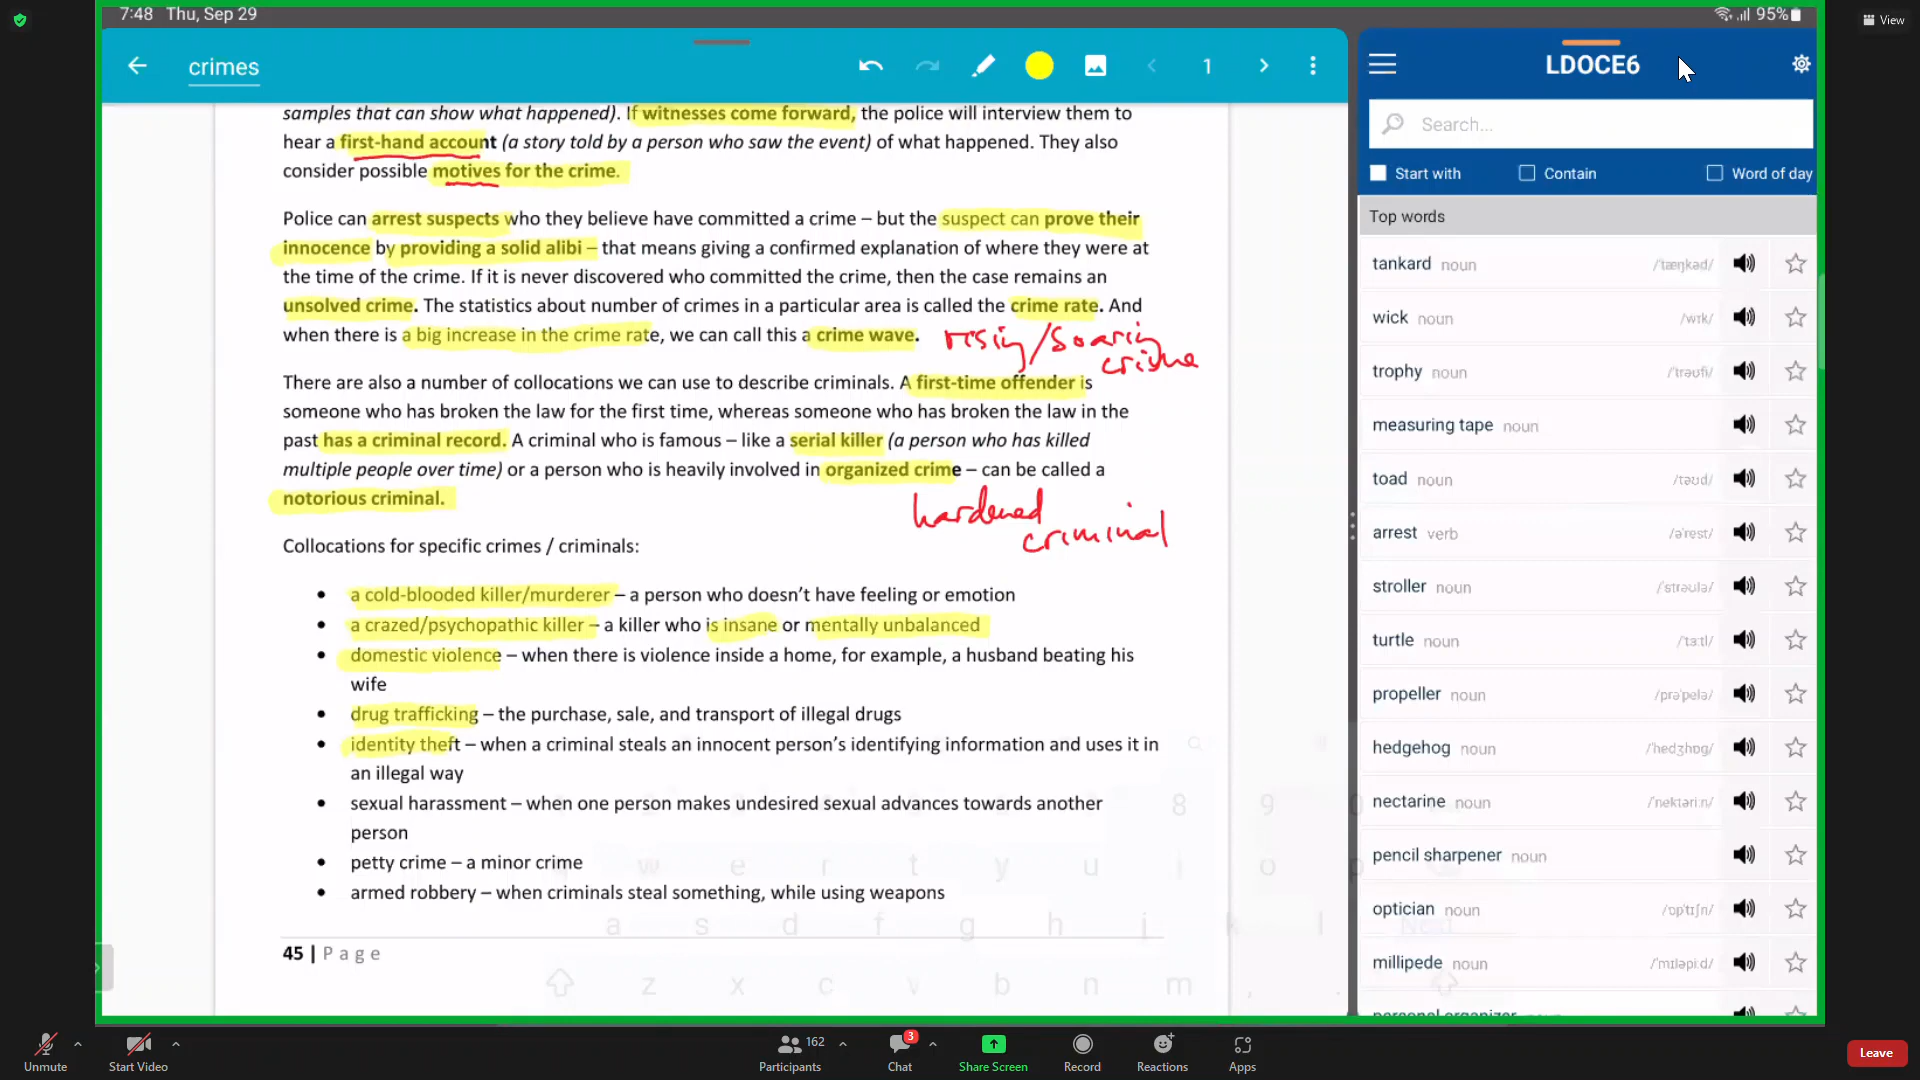 7:48 Thu, Sep 29
95%
View
crimes
1
samples that can show what happened). If witnesses come forward, the police will interview them to
hear a first-hand account (a story told by a person who saw the event) of what happened. They also
consider possible motives for the crime.
Police can arrest suspects who they believe have committed a crime – but the suspect can prove their
innocence by providing a solid alibi – that means giving a confirmed explanation of where they were at
the time of the crime. If it is never discovered who committed the crime, then the case remains an
unsolved crime. The statistics about number of crimes in a particular area is called the crime rate. And
when there is a big increase in the crime rate, we can call this a crime wave.
rising/soaring
crime
There are also a number of collocations we can use to describe criminals. A first-time offender is
someone who has broken the law for the first time, whereas someone who has broken the law in the
past has a criminal record. A criminal who is famous – like a serial killer (a person who has killed
multiple people over time) or a person who is heavily involved in organized crime – can be called a
notorious criminal.
hardened
criminal
Collocations for specific crimes / criminals:
• a cold-blooded killer/murderer – a person who doesn't have feeling or emotion
• a crazed/psychopathic killer – a killer who is insane or mentally unbalanced
• domestic violence – when there is violence inside a home, for example, a husband beating his
wife
• drug trafficking – the purchase, sale, and transport of illegal drugs
• identity theft – when a criminal steals an innocent person's identifying information and uses it in
an illegal way
• sexual harassment – when one person makes undesired sexual advances towards another
person
• petty crime – a minor crime
• armed robbery – when criminals steal something, while using weapons
45 | Page
8 9 0
w e r t y u i o p
a s d f g h j k l Next
z x c v b n m , .
LDOCE6
Search...
Start with Contain Word of day
Top words
tankard noun /ˈtæŋkəd/
wick noun /wɪk/
trophy noun /ˈtrəʊfi/
measuring tape noun
toad noun /təʊd/
arrest verb /əˈrest/
stroller noun /ˈstrəʊlə/
turtle noun /ˈtɜːtl/
propeller noun /prəˈpelə/
hedgehog noun /ˈhedʒhɒɡ/
nectarine noun /ˈnektəriːn/
pencil sharpener noun
optician noun /ɒpˈtɪʃn/
millipede noun /ˈmɪləpiːd/
personal organizer noun
Unmute
Start Video
162
Participants
3
Chat
Share Screen
Record
Reactions
Apps
Leave